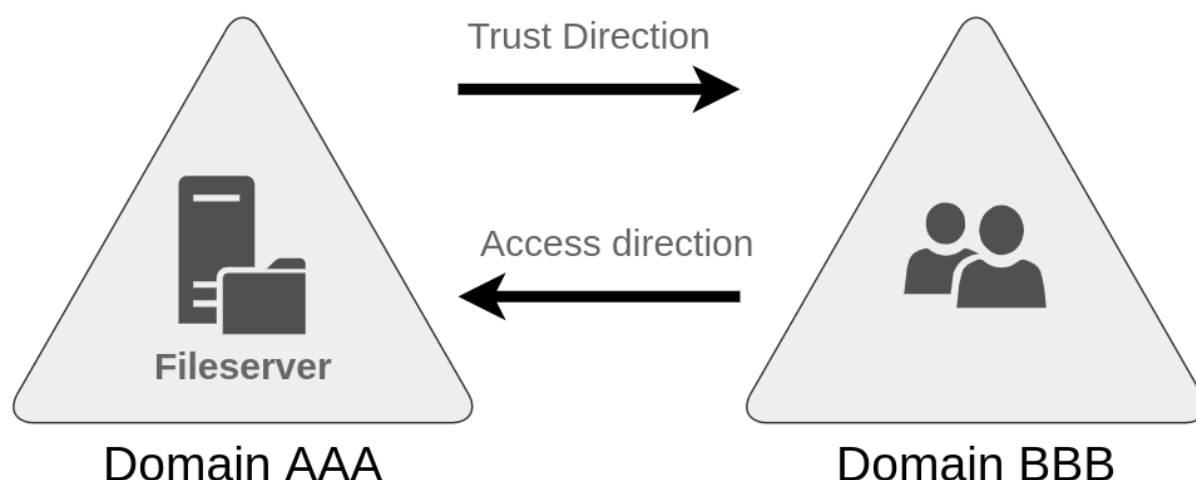 Trust Direction
Access direction
Fileserver
Domain AAA
Domain BBB